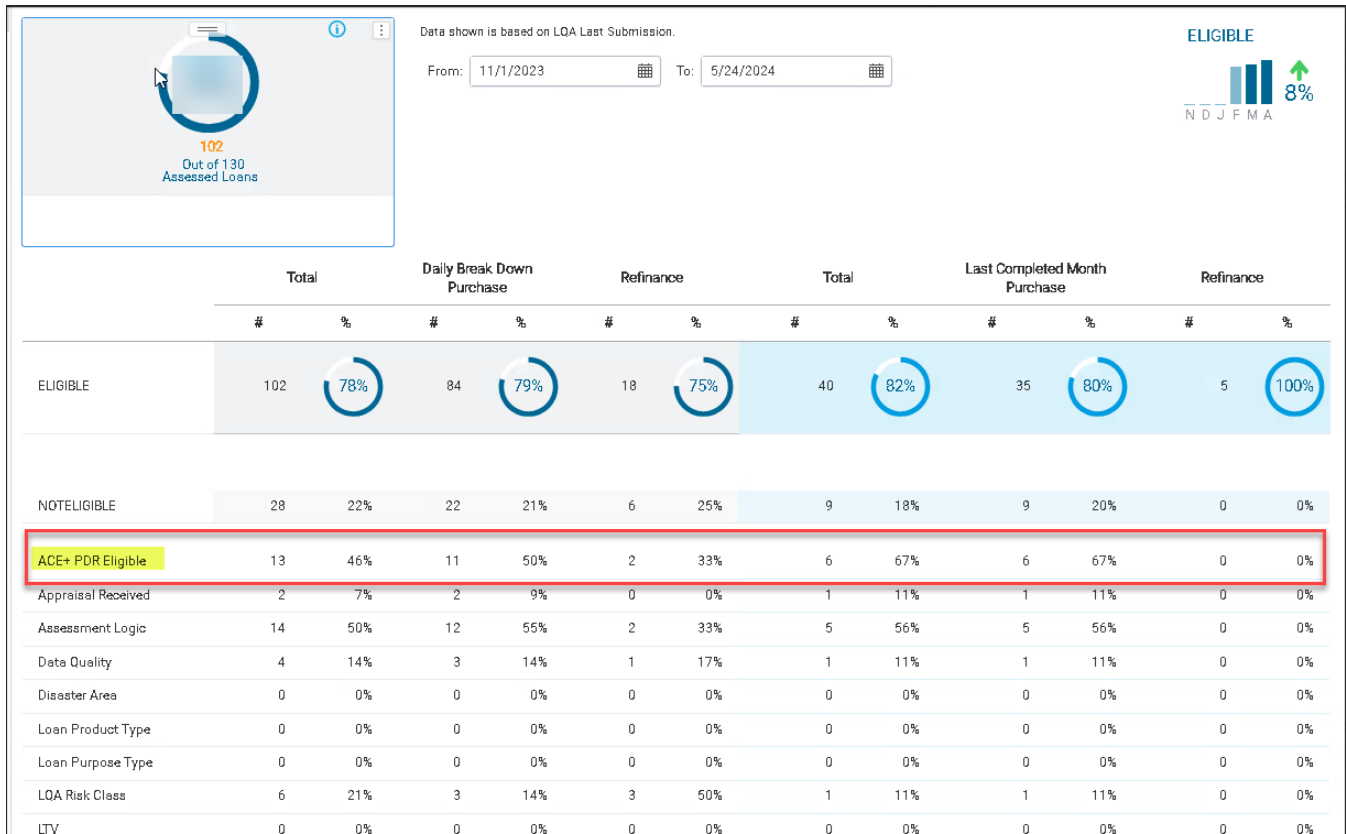 Data shown is based on LQA Last Submission.
From: 11/1/2023 To: 5/24/2024
ELIGIBLE
8%
N D J F M A
102
Out of 130
Assessed Loans
Total Daily Break Down Purchase Refinance Total Last Completed Month Purchase Refinance
# % # % # % # % # % # %
ELIGIBLE 102 78% 84 79% 18 75% 40 82% 35 80% 5 100%
NOTELIGIBLE 28 22% 22 21% 6 25% 9 18% 9 20% 0 0%
ACE+ PDR Eligible 13 46% 11 50% 2 33% 6 67% 6 67% 0 0%
Appraisal Received 2 7% 2 9% 0 0% 1 11% 1 11% 0 0%
Assessment Logic 14 50% 12 55% 2 33% 5 56% 5 56% 0 0%
Data Quality 4 14% 3 14% 1 17% 1 11% 1 11% 0 0%
Disaster Area 0 0% 0 0% 0 0% 0 0% 0 0% 0 0%
Loan Product Type 0 0% 0 0% 0 0% 0 0% 0 0% 0 0%
Loan Purpose Type 0 0% 0 0% 0 0% 0 0% 0 0% 0 0%
LQA Risk Class 6 21% 3 14% 3 50% 1 11% 1 11% 0 0%
LTV 0 0% 0 0% 0 0% 0 0% 0 0% 0 0%